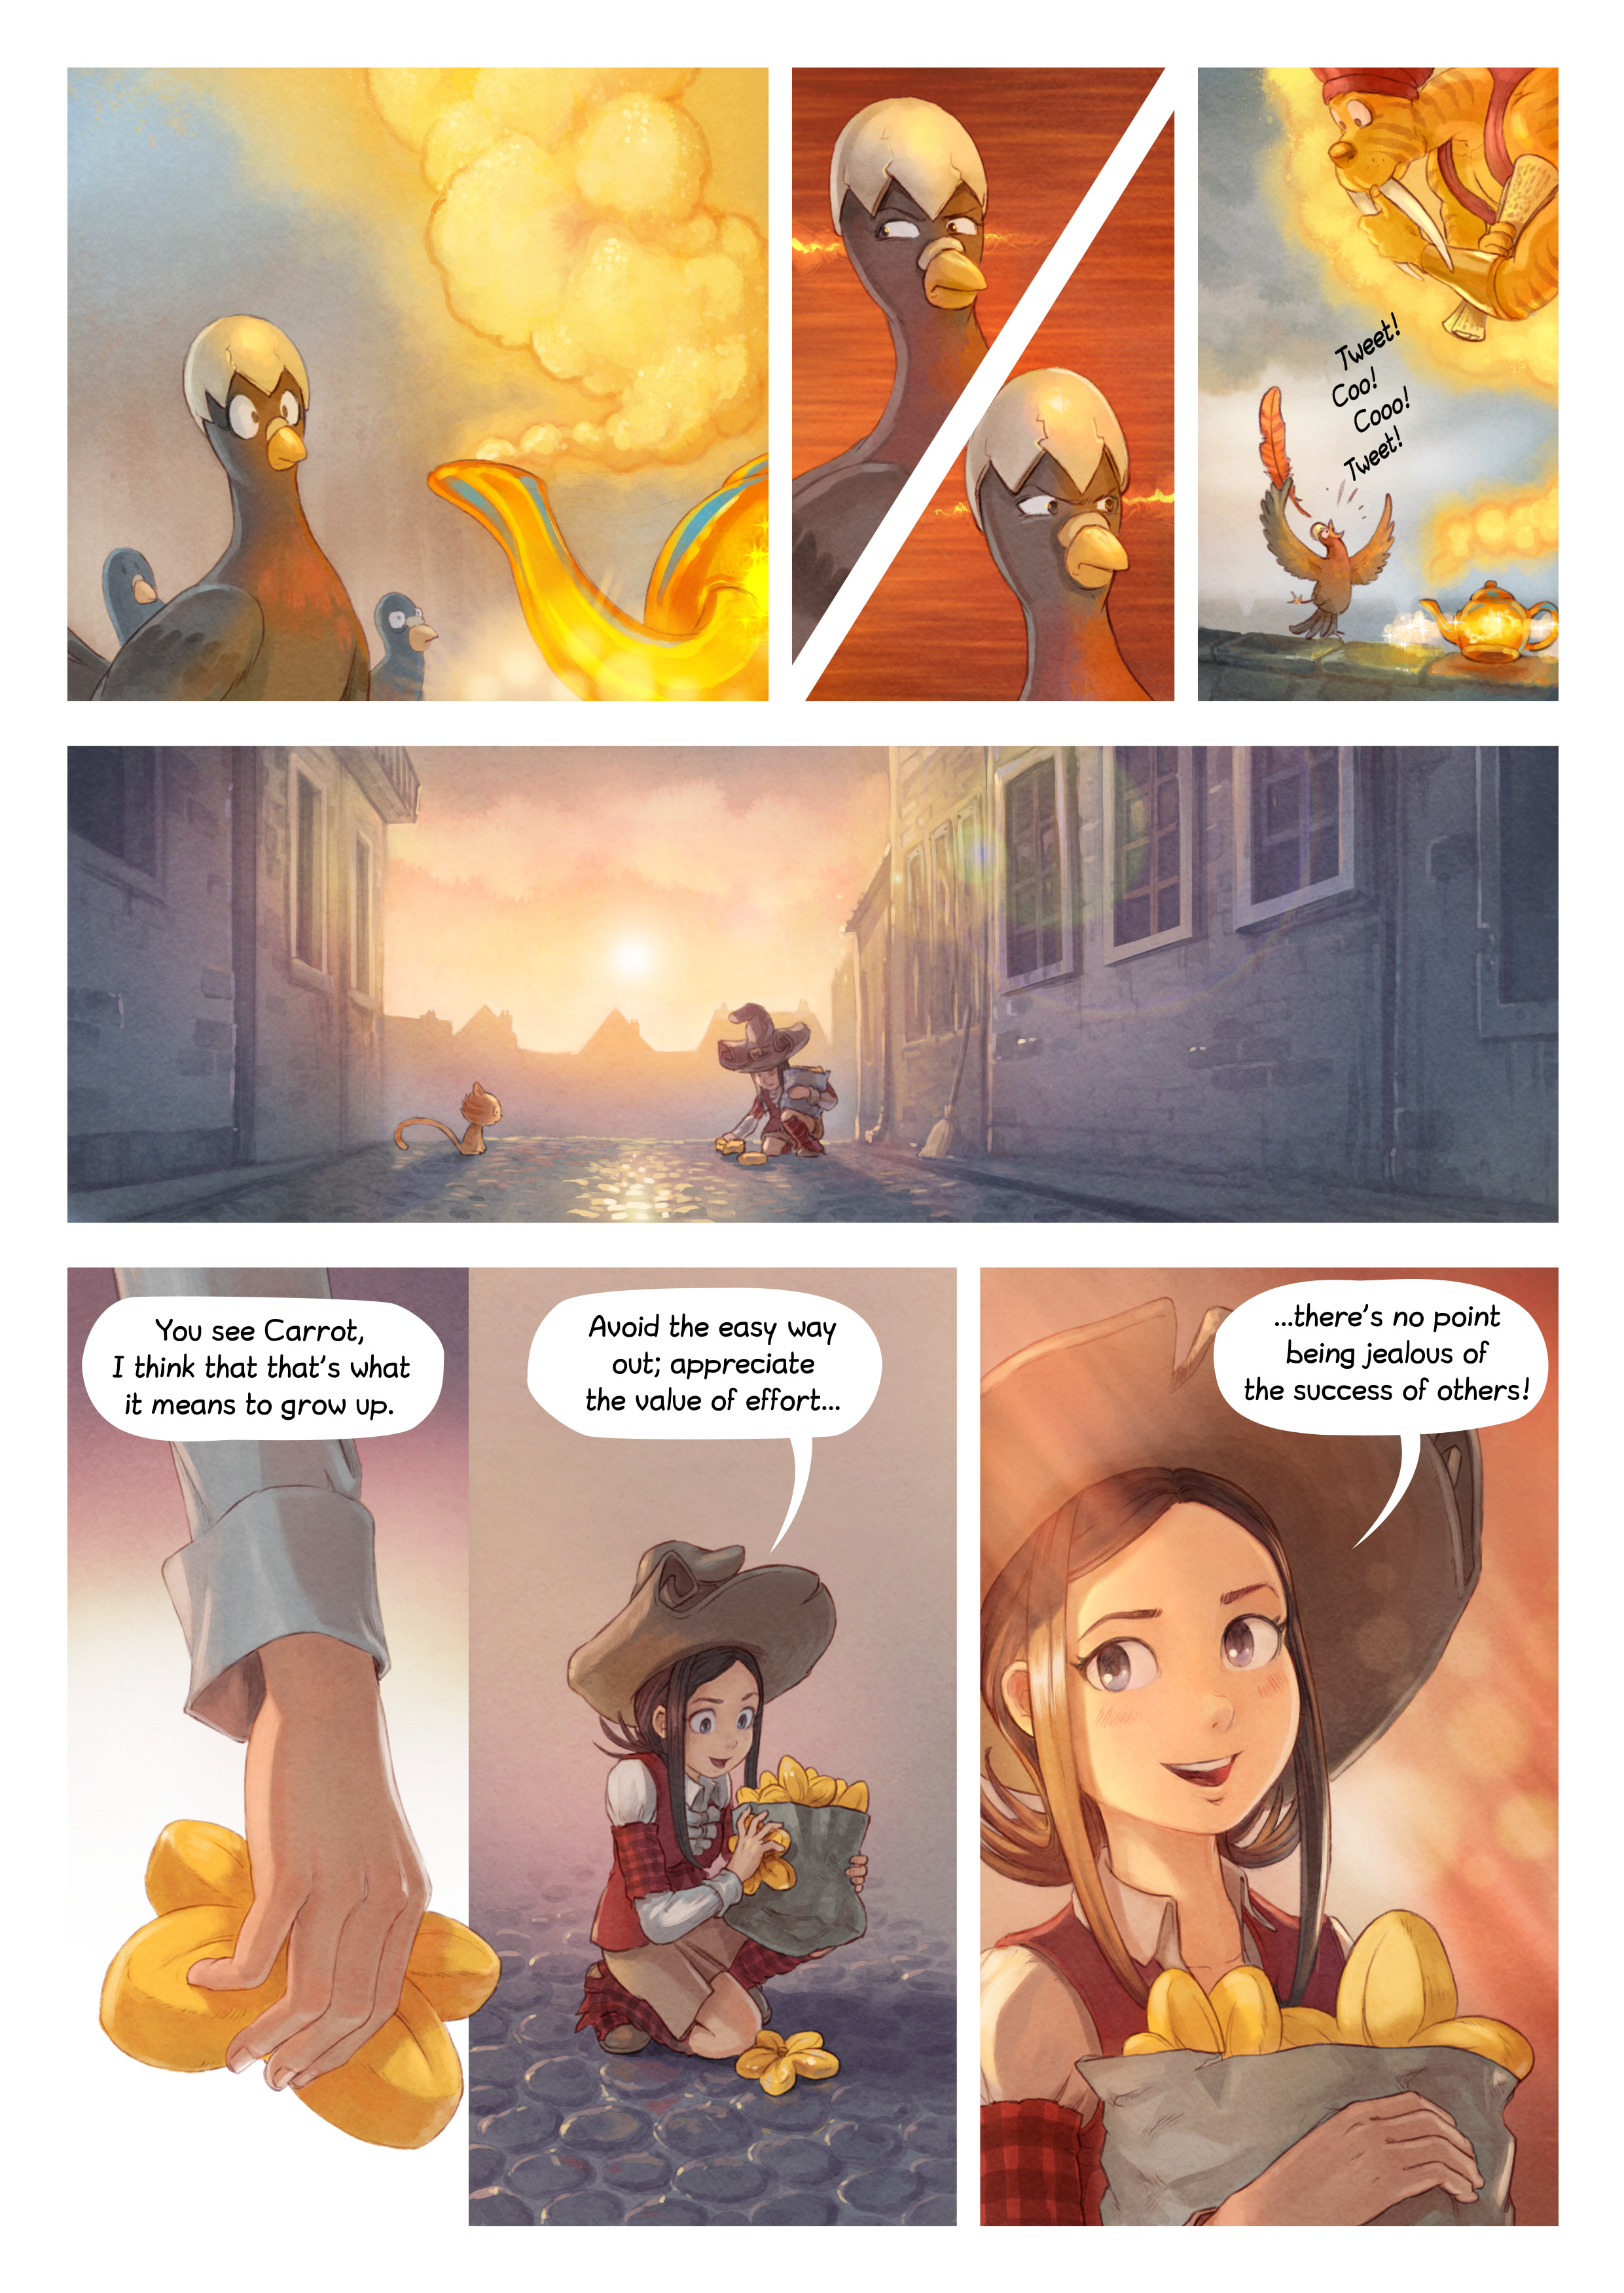 Tweet!
Coo!
Cooo!
Tweet!
You see Carrot,
I think that that's what
it means to grow up.
Avoid the easy way
out; appreciate
the value of effort...
...there's no point
being jealous of
the success of others!